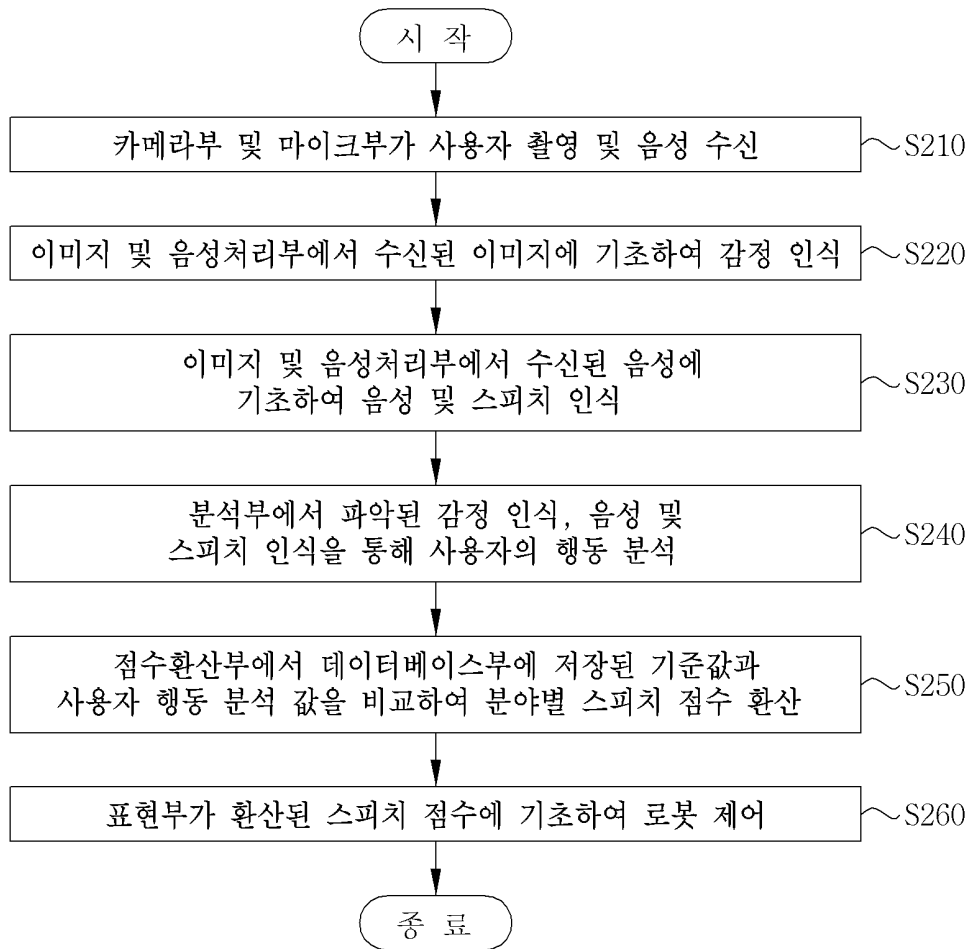 시 작
카메라부 및 마이크부가 사용자 촬영 및 음성 수신
S210
이미지 및 음성처리부에서 수신된 이미지에 기초하여 감정 인식
S220
이미지 및 음성처리부에서 수신된 음성에
기초하여 음성 및 스피치 인식
S230
분석부에서 파악된 감정 인식, 음성 및
스피치 인식을 통해 사용자의 행동 분석
S240
점수환산부에서 데이터베이스부에 저장된 기준값과
사용자 행동 분석 값을 비교하여 분야별 스피치 점수 환산
S250
표현부가 환산된 스피치 점수에 기초하여 로봇 제어
S260
종 료